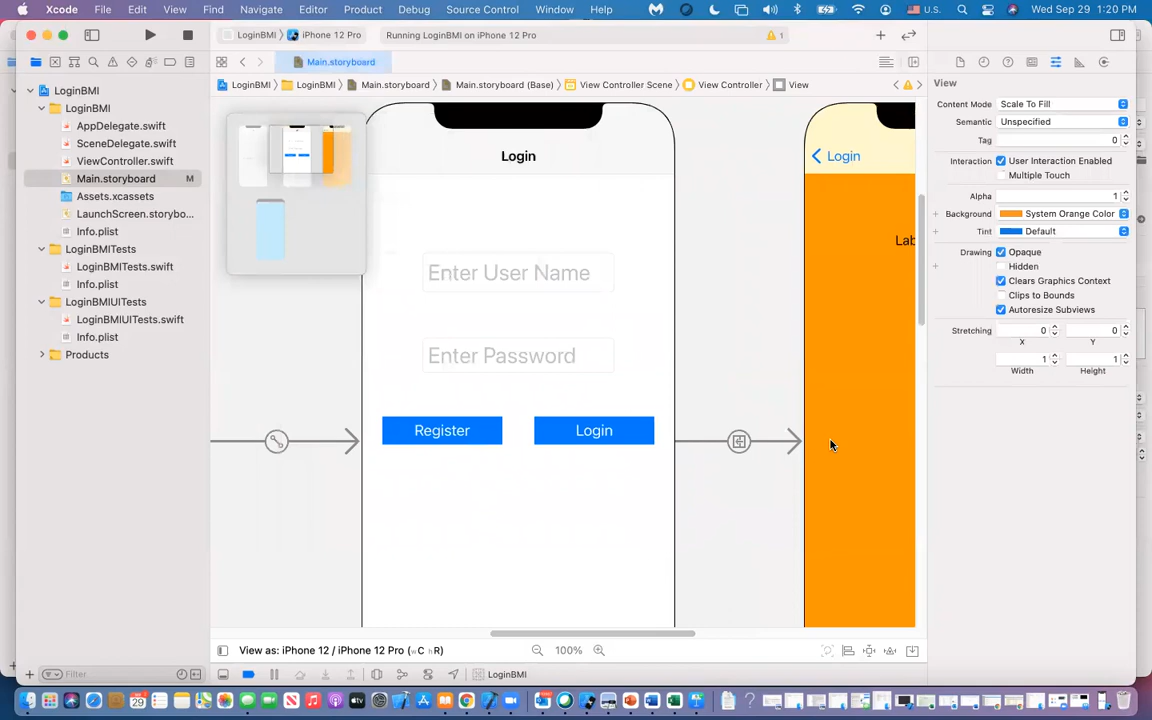 Xcode File Edit View Find Navigate Editor Product Debug Source Control Window Help U.S. Wed Sep 29 1:20 PM
LoginBMI iPhone 12 Pro Running LoginBMI on iPhone 12 Pro 1
Main.storyboard
LoginBMI LoginBMI Main.storyboard Main.storyboard (Base) View Controller Scene View Controller View
LoginBMI
LoginBMI
AppDelegate.swift
SceneDelegate.swift
ViewController.swift
Main.storyboard M
Assets.xcassets
LaunchScreen.storybo...
Info.plist
LoginBMITests
LoginBMITests.swift
Info.plist
LoginBMIUITests
LoginBMIUITests.swift
Info.plist
Products
Filter
Login
Enter User Name
Enter Password
Register Login
Login
Lab
View as: iPhone 12 / iPhone 12 Pro (wC hR) 100%
LoginBMI
View
Content Mode Scale To Fill
Semantic Unspecified
Tag 0
Interaction User Interaction Enabled
Multiple Touch
Alpha 1
Background System Orange Color
Tint Default
Drawing Opaque
Hidden
Clears Graphics Context
Clips to Bounds
Autoresize Subviews
Stretching 0 0
X Y
1 1
Width Height